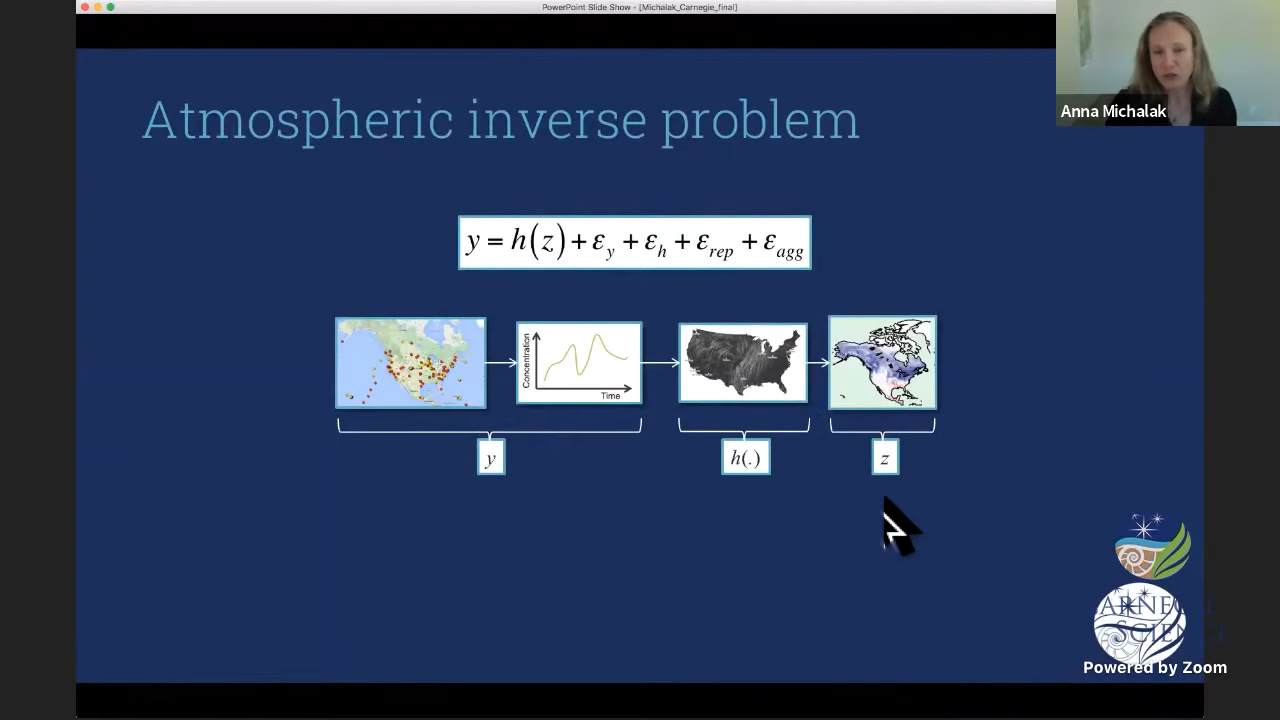 PowerPoint Slide Show - [Michalak_Carnegie_final]
Anna Michalak
Atmospheric inverse problem
y = h(z) + ε_y + ε_h + ε_rep + ε_agg
Concentration
Time
y
h(.)
z
Powered by Zoom